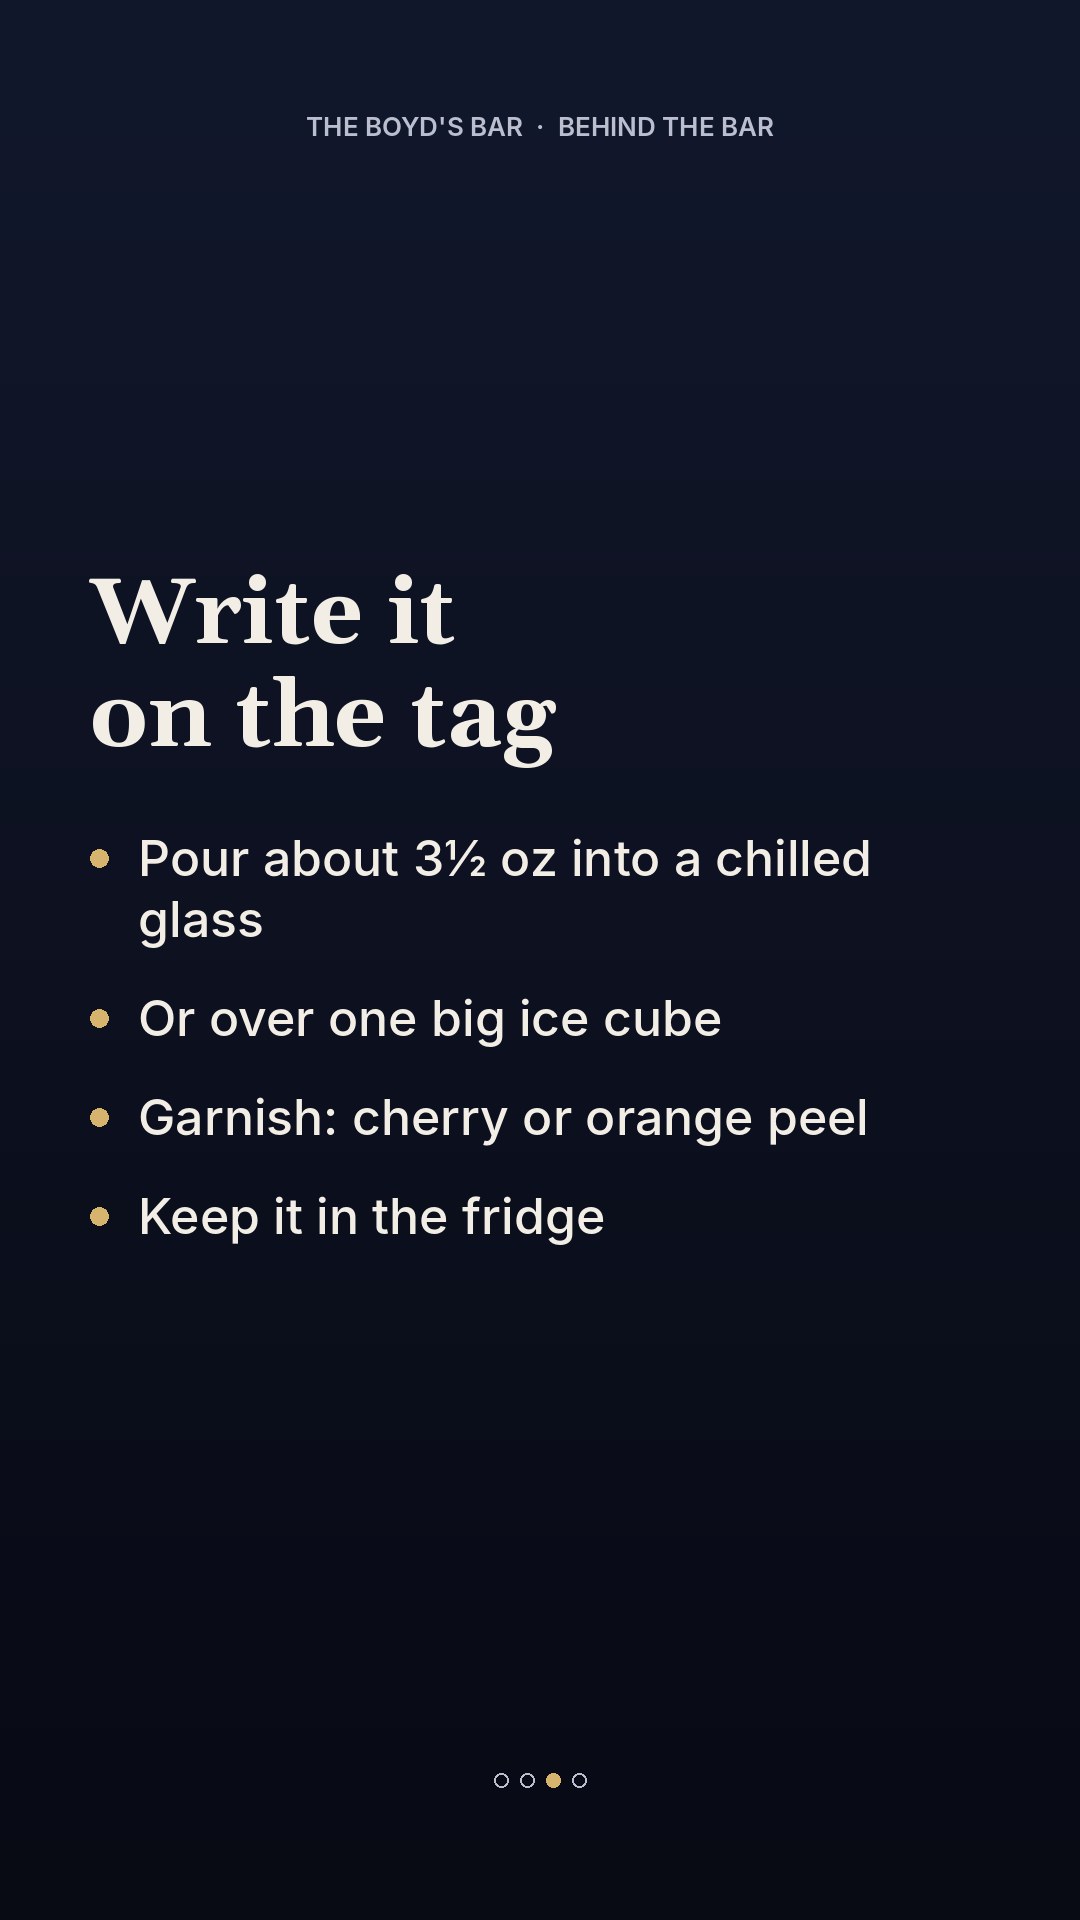 THE BOYD'S BAR · BEHIND THE BAR
Write it
on the tag
Pour about 3½ oz into a chilled
glass
Or over one big ice cube
Garnish: cherry or orange peel
Keep it in the fridge